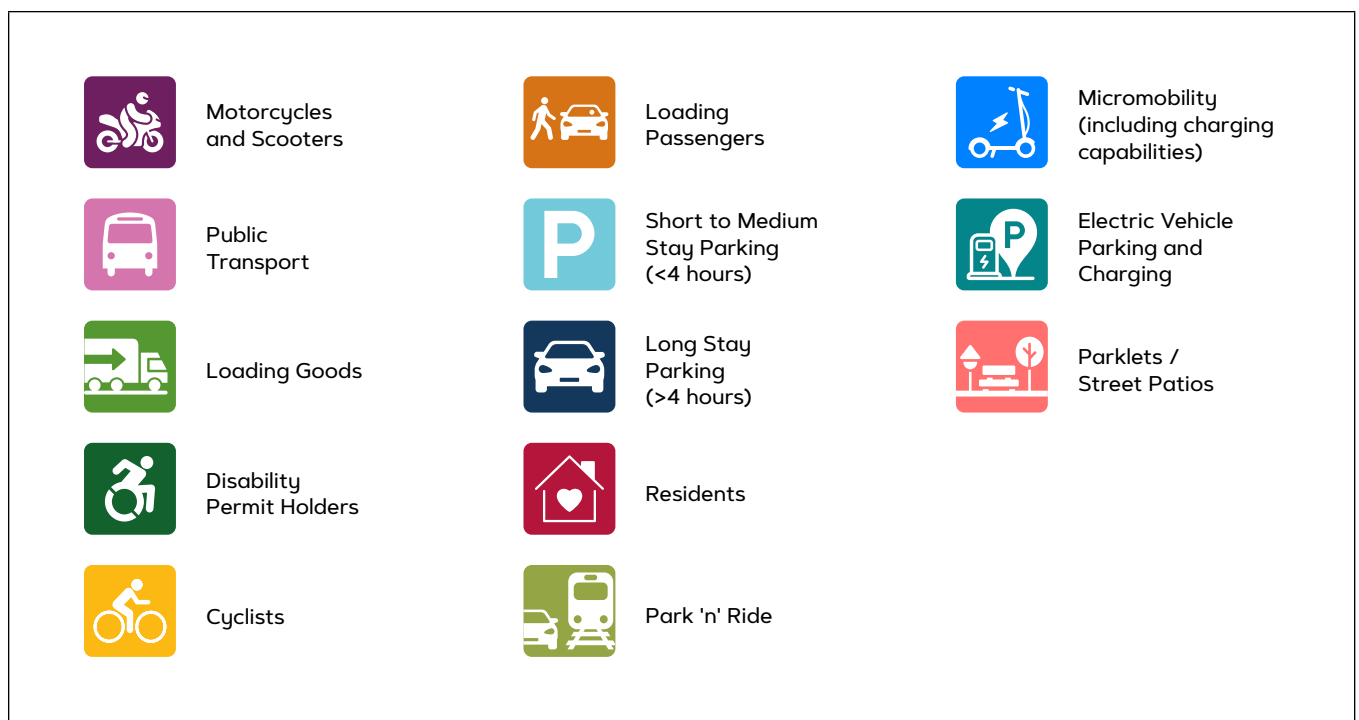 Motorcycles
and Scooters
Public
Transport
Loading Goods
Disability
Permit Holders
Cyclists
Loading
Passengers
P
Short to Medium
Stay Parking
(<4 hours)
Long Stay
Parking
(>4 hours)
Residents
Park 'n' Ride
Micromobility
(including charging
capabilities)
P
Electric Vehicle
Parking and
Charging
Parklets /
Street Patios